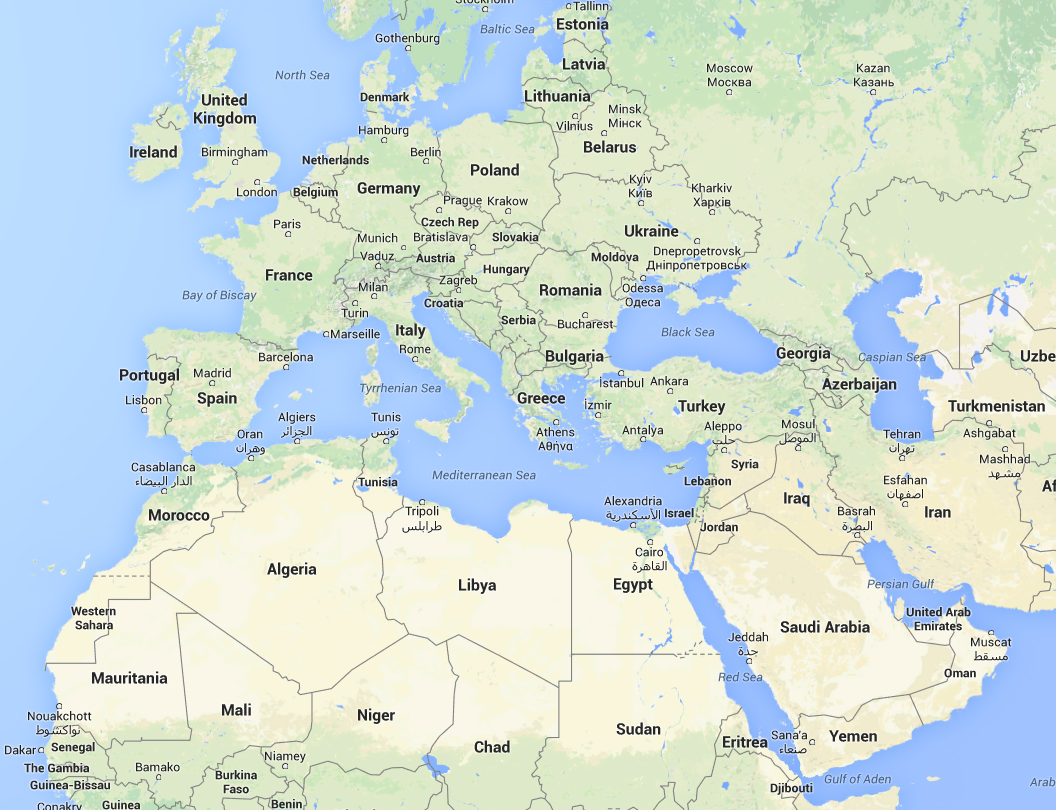 Stockholm
Tallinn
Estonia
Baltic Sea
Gothenburg
North Sea
Latvia
Moscow
Москва
Kazan
Казань
Denmark
Lithuania
United
Kingdom
Minsk
Мінск
Vilnius
Hamburg
Belarus
Ireland
Birmingham
Netherlands
Berlin
Poland
London
Belgium
Germany
Kyiv
Київ
Kharkiv
Харків
Prague
Krakow
Paris
Czech Rep
Ukraine
Munich
Bratislava
Slovakia
Dnepropetrovsk
Дніпропетровськ
Vaduz
Austria
Moldova
France
Hungary
Milan
Zagreb
Romania
Odessa
Одеса
Bay of Biscay
Croatia
Turin
Serbia
Bucharest
Marseille
Italy
Black Sea
Rome
Bulgaria
Georgia
Caspian Sea
Uzbe
Barcelona
Portugal
Madrid
Tyrrhenian Sea
İstanbul
Ankara
Azerbaijan
Spain
Greece
Lisbon
İzmir
Turkey
Turkmenistan
Algiers
الجزائر
Tunis
تونس
Athens
Αθήνα
Antalya
Aleppo
حلب
Mosul
الموصل
Tehran
تهران
Ashgabat
Oran
وهران
Mashhad
مشهد
Casablanca
الدار البيضاء
Mediterranean Sea
Syria
Tunisia
Lebanon
Esfahan
اصفهان
Af
Iraq
Alexandria
الأسكندرية
Israel
Iran
Morocco
Tripoli
طرابلس
Jordan
Basrah
البصرة
Cairo
القاهرة
Algeria
Libya
Egypt
Persian Gulf
Western
Sahara
United Arab
Emirates
Saudi Arabia
Jeddah
جدة
Muscat
مسقط
Mauritania
Red Sea
Oman
Mali
Niger
Nouakchott
نواكشوط
Sudan
Sana'a
صنعاء
Yemen
Eritrea
Dakar
Senegal
Chad
The Gambia
Bamako
Niamey
Guinea-Bissau
Burkina
Faso
Gulf of Aden
Arab
Djibouti
Conakry
Guinea
Benin